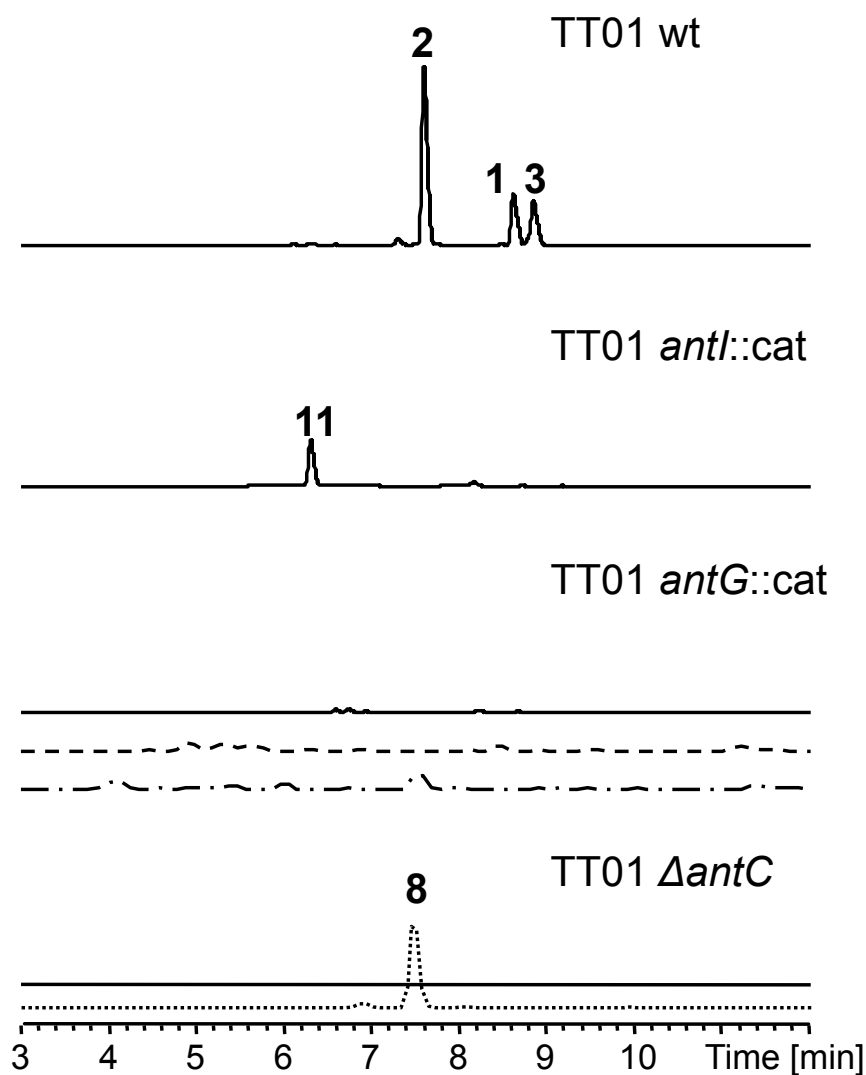 TT01 wt
2
1 3
TT01 antI::cat
11
TT01 antG::cat
TT01 ΔantC
8
3 4 5 6 7 8 9 10 Time [min]